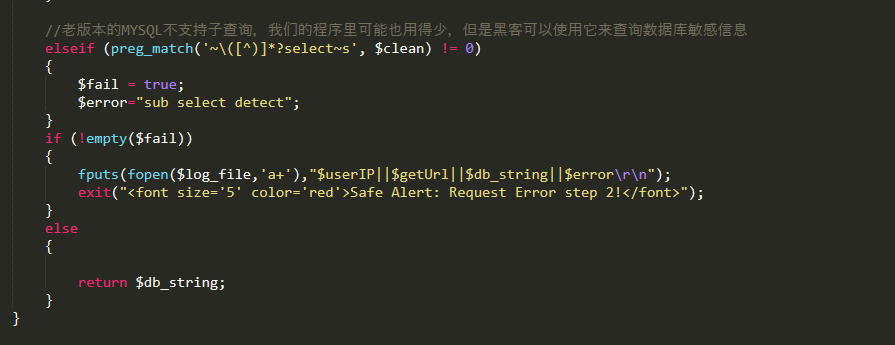 //老版本的MYSQL不支持子查询，我们的程序里可能也用得少，但是黑客可以使用它来查询数据库敏感信息
elseif (preg_match('~\([^)]*?select~s', $clean) != 0)
{
$fail = true;
$error="sub select detect";
}
if (!empty($fail))
{
fputs(fopen($log_file,'a+'),"$userIP||$getUrl||$db_string||$error\r\n");
exit("<font size='5' color='red'>Safe Alert: Request Error step 2!</font>");
}
else
{
return $db_string;
}
}